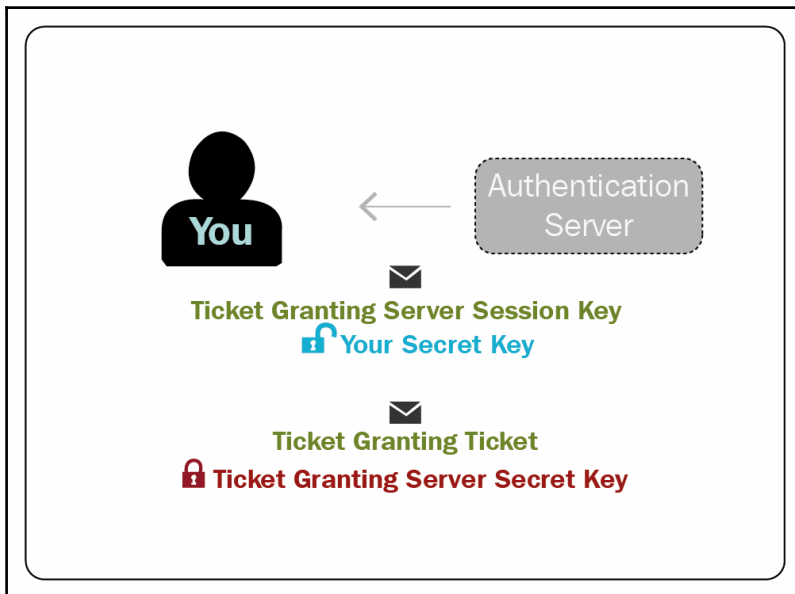 You
Authentication
Server
Ticket Granting Server Session Key
Your Secret Key
Ticket Granting Ticket
Ticket Granting Server Secret Key